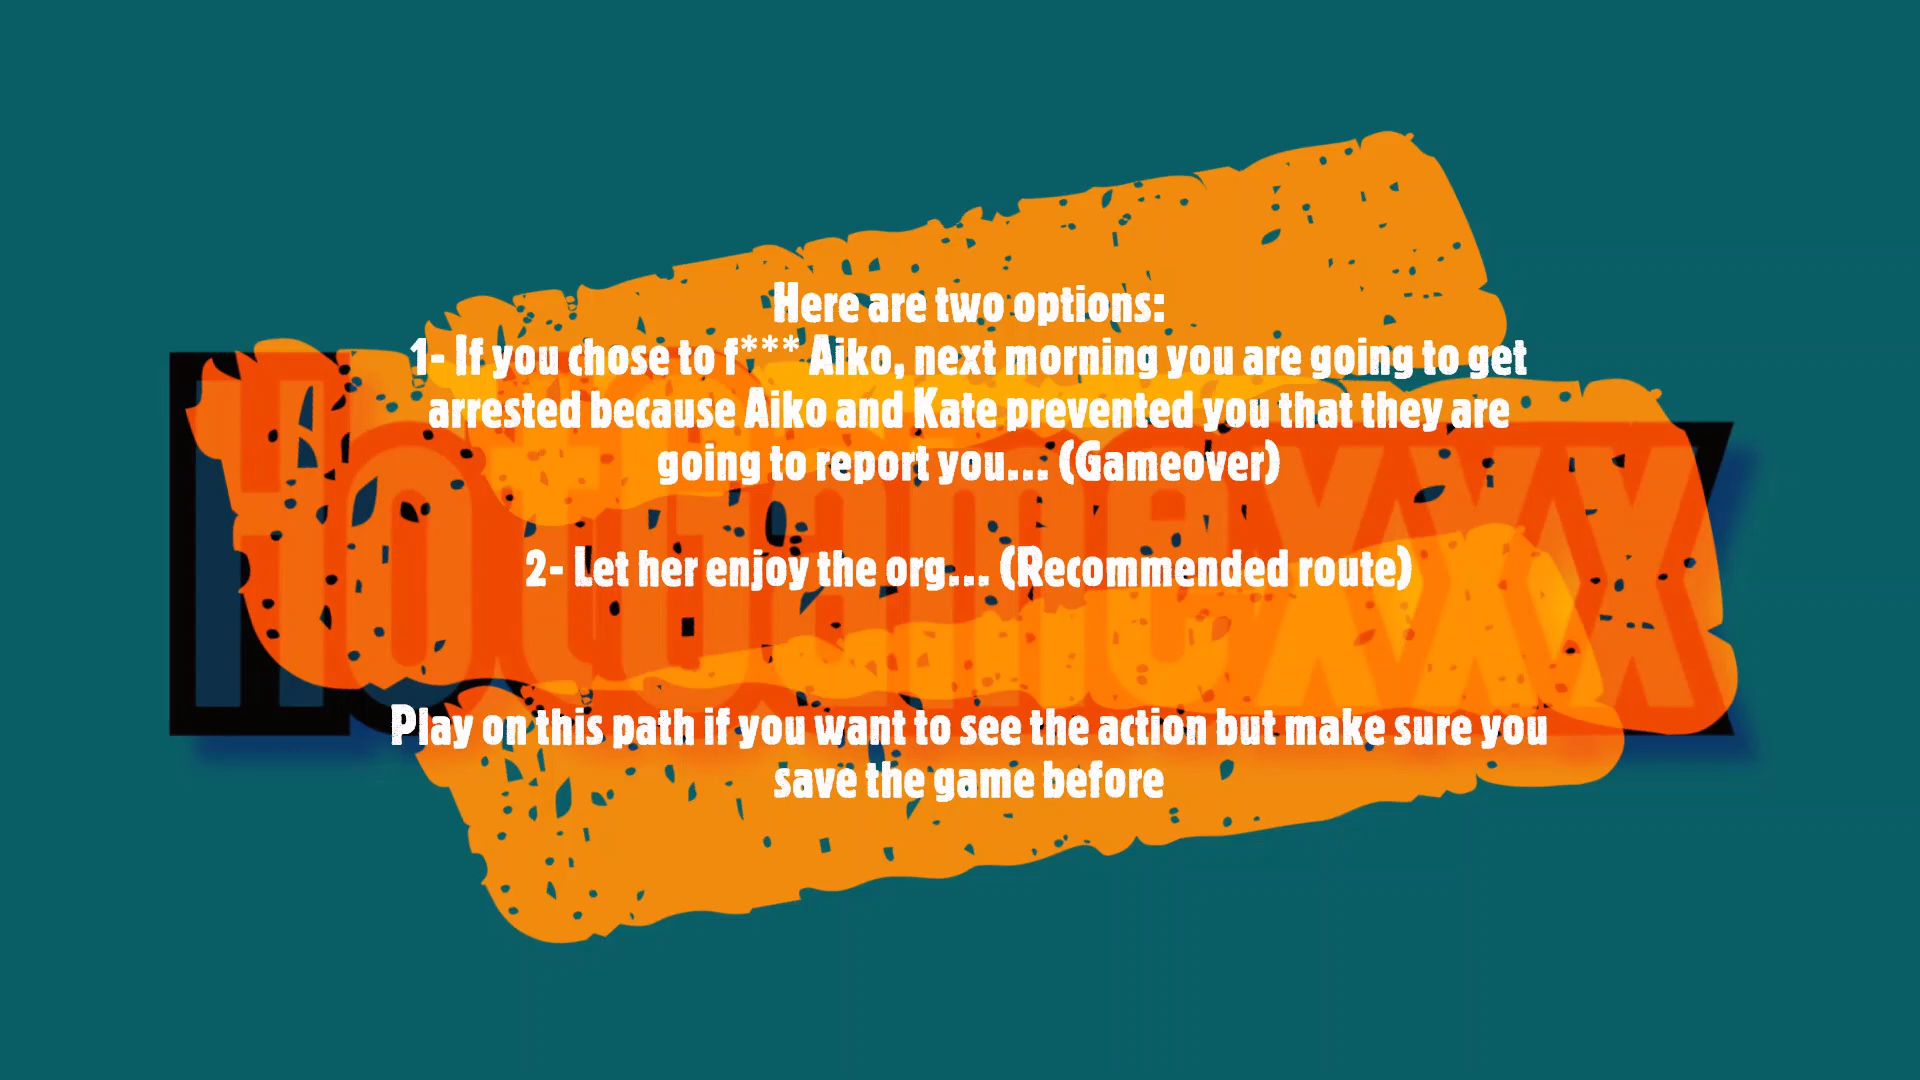 Here are two options:
1- If you chose to f*** Aiko, next morning you are going to get
arrested because Aiko and Kate prevented you that they are
going to report you... (Gameover)
2- Let her enjoy the org... (Recommended route)
HotGameXXX
Play on this path if you want to see the action but make sure you
save the game before